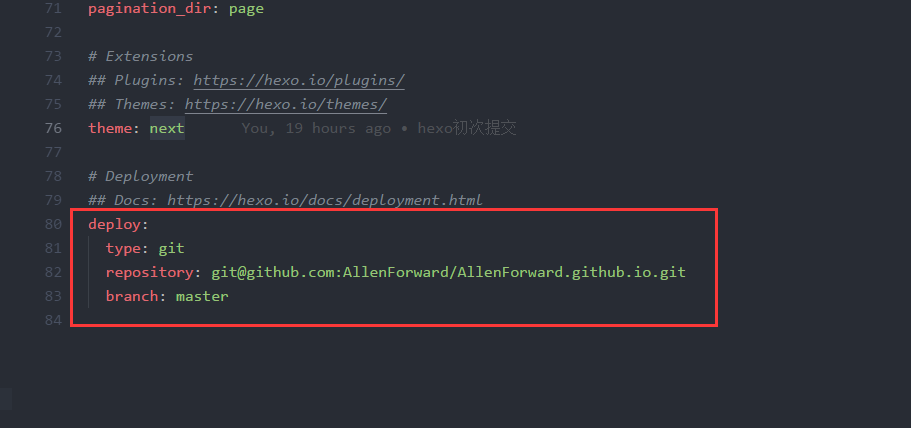 71 pagination_dir: page
72
73 # Extensions
74 ## Plugins: https://hexo.io/plugins/
75 ## Themes: https://hexo.io/themes/
76 theme: next You, 19 hours ago • hexo初次提交
77
78 # Deployment
79 ## Docs: https://hexo.io/docs/deployment.html
80 deploy:
81 type: git
82 repository: git@github.com:AllenForward/AllenForward.github.io.git
83 branch: master
84